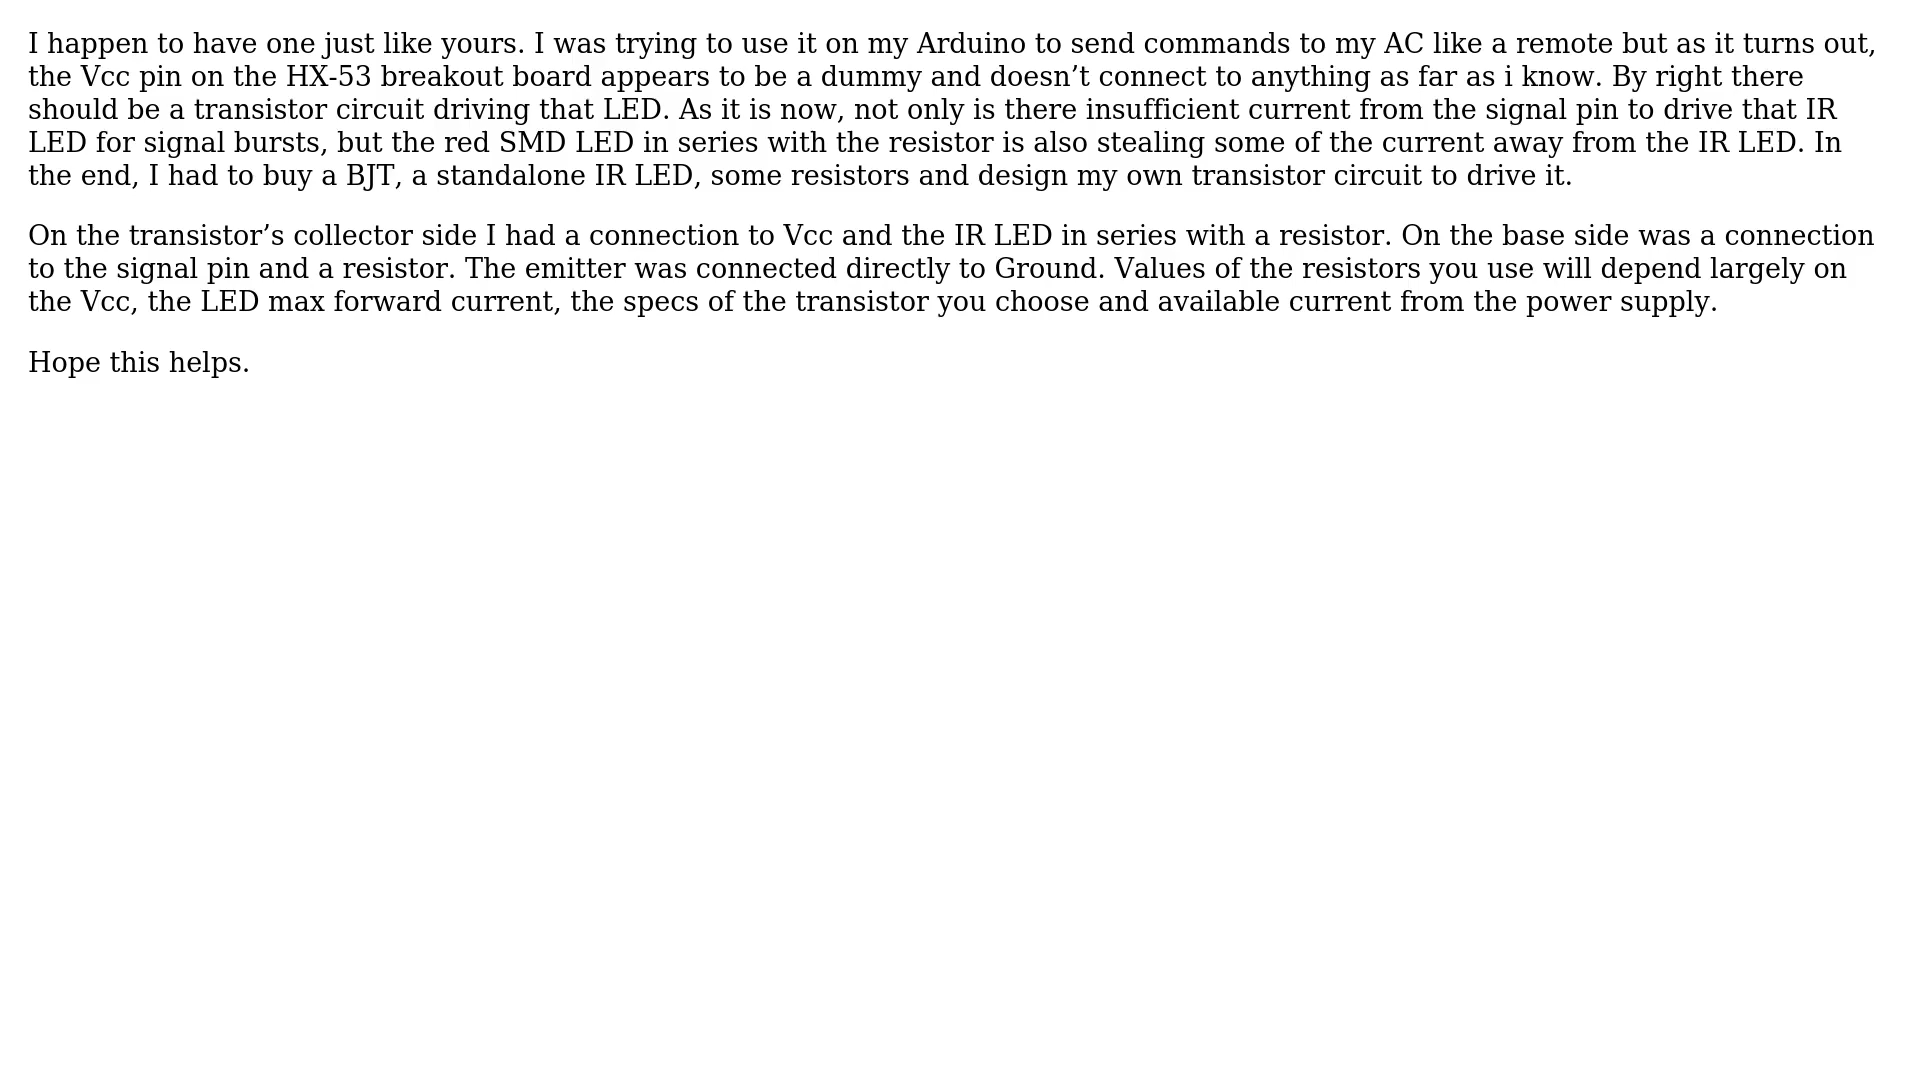 I happen to have one just like yours. I was trying to use it on my Arduino to send commands to my AC like a remote but as it turns out,
the Vcc pin on the HX-53 breakout board appears to be a dummy and doesn’t connect to anything as far as i know. By right there
should be a transistor circuit driving that LED. As it is now, not only is there insufficient current from the signal pin to drive that IR
LED for signal bursts, but the red SMD LED in series with the resistor is also stealing some of the current away from the IR LED. In
the end, I had to buy a BJT, a standalone IR LED, some resistors and design my own transistor circuit to drive it.
On the transistor’s collector side I had a connection to Vcc and the IR LED in series with a resistor. On the base side was a connection
to the signal pin and a resistor. The emitter was connected directly to Ground. Values of the resistors you use will depend largely on
the Vcc, the LED max forward current, the specs of the transistor you choose and available current from the power supply.
Hope this helps.